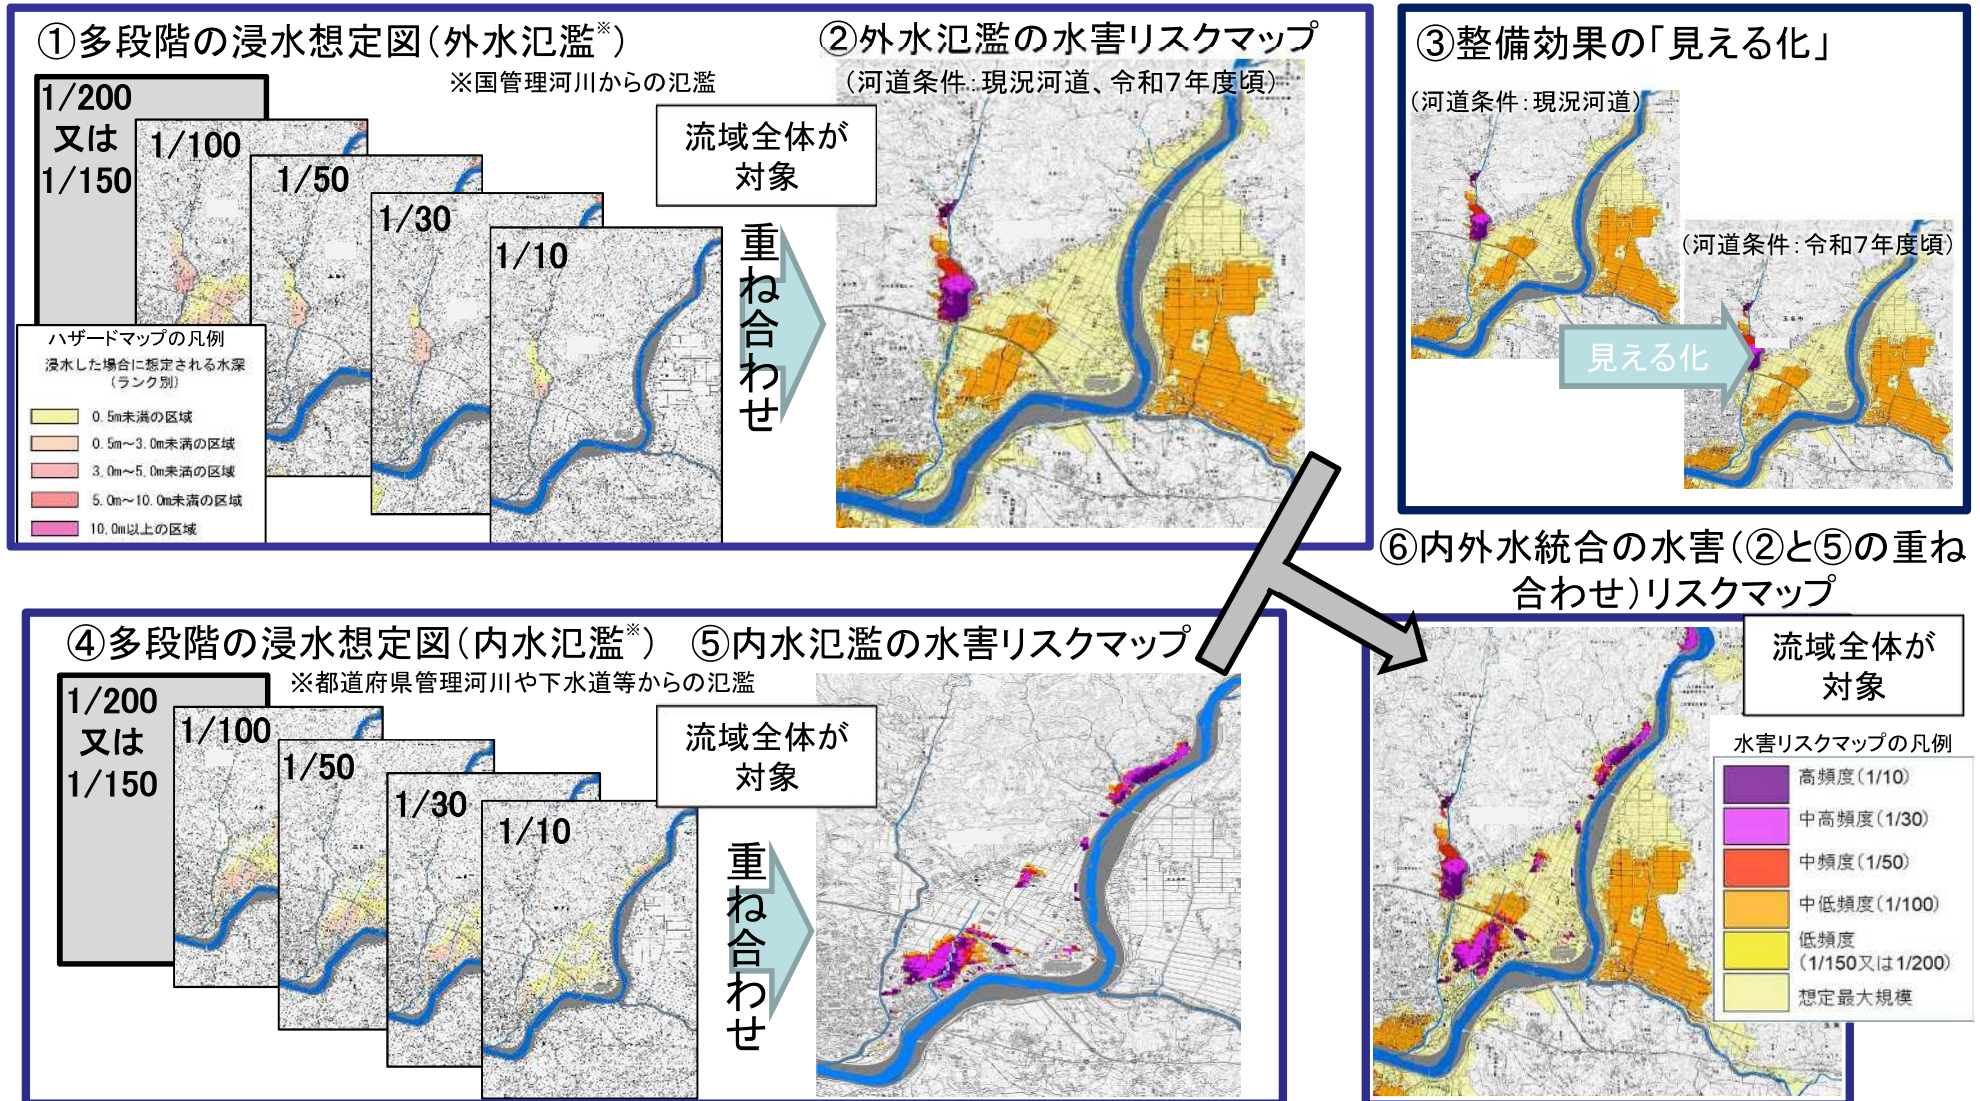 ①多段階の浸水想定図(外水氾濫※)
※国管理河川からの氾濫
1/200
又は
1/150
1/100
1/50
1/30
1/10
ハザードマップの凡例
浸水した場合に想定される水深
(ランク別)
0.5m未満の区域
0.5m～3.0m未満の区域
3.0m～5.0m未満の区域
5.0m～10.0m未満の区域
10.0m以上の区域
流域全体が
対象
重ね合わせ
②外水氾濫の水害リスクマップ
(河道条件:現況河道、令和7年度頃)
③整備効果の「見える化」
(河道条件:現況河道)
見える化
(河道条件:令和7年度頃)
④多段階の浸水想定図(内水氾濫※)
※都道府県管理河川や下水道等からの氾濫
1/200
又は
1/150
1/100
1/50
1/30
1/10
流域全体が
対象
重ね合わせ
⑤内水氾濫の水害リスクマップ
⑥内外水統合の水害(②と⑤の重ね
合わせ)リスクマップ
流域全体が
対象
水害リスクマップの凡例
高頻度(1/10)
中高頻度(1/30)
中頻度(1/50)
中低頻度(1/100)
低頻度
(1/150又は1/200)
想定最大規模